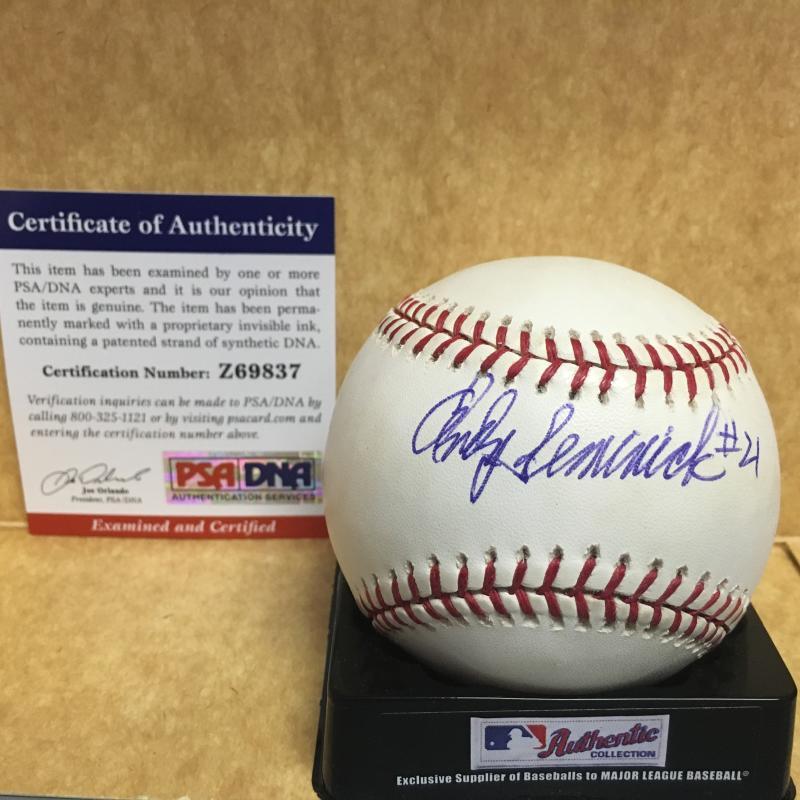 Certificate of Authenticity
This item has been examined by one or more
PSA/DNA experts and it is our opinion that
the item is genuine. The item has been perma-
nently marked with a proprietary invisible ink,
containing a patented strand of synthetic DNA.
Certification Number: Z69837
Verification inquiries can be made to PSA/DNA by
calling 800-325-1121 or by visiting psacard.com and
entering the certification number above.
Joe Orlando
President, PSA/DNA
PSA DNA
AUTHENTICATION SERVICES
Examined and Certified
Andy Seminick #21
Authentic
COLLECTION
Exclusive Supplier of Baseballs to MAJOR LEAGUE BASEBALL®